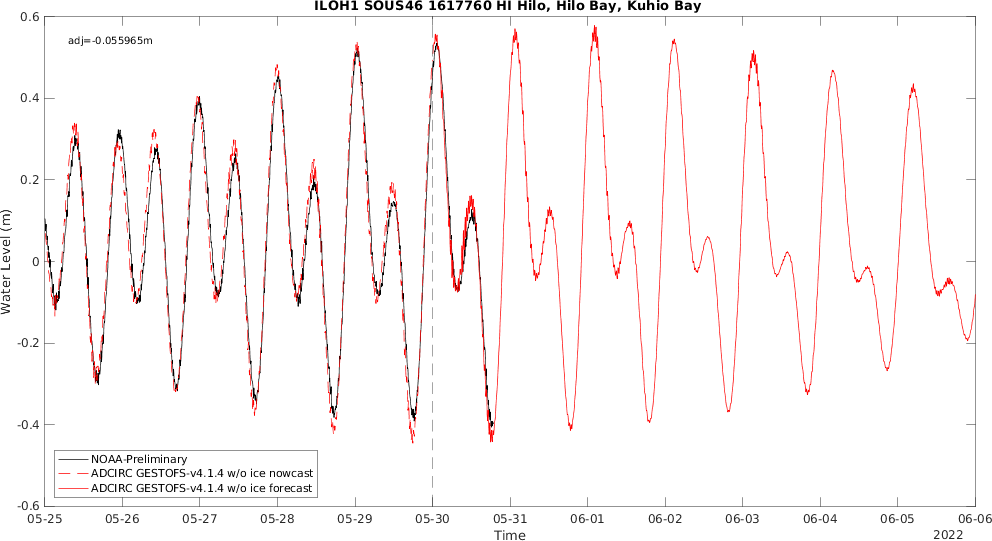 ILOH1 SOUS46 1617760 HI Hilo, Hilo Bay, Kuhio Bay
adj=-0.055965m
0.6
0.4
0.2
0
-0.2
-0.4
-0.6
Water Level (m)
NOAA-Preliminary
ADCIRC GESTOFS-v4.1.4 w/o ice nowcast
ADCIRC GESTOFS-v4.1.4 w/o ice forecast
05-25 05-26 05-27 05-28 05-29 05-30 05-31 06-01 06-02 06-03 06-04 06-05 06-06
Time
2022